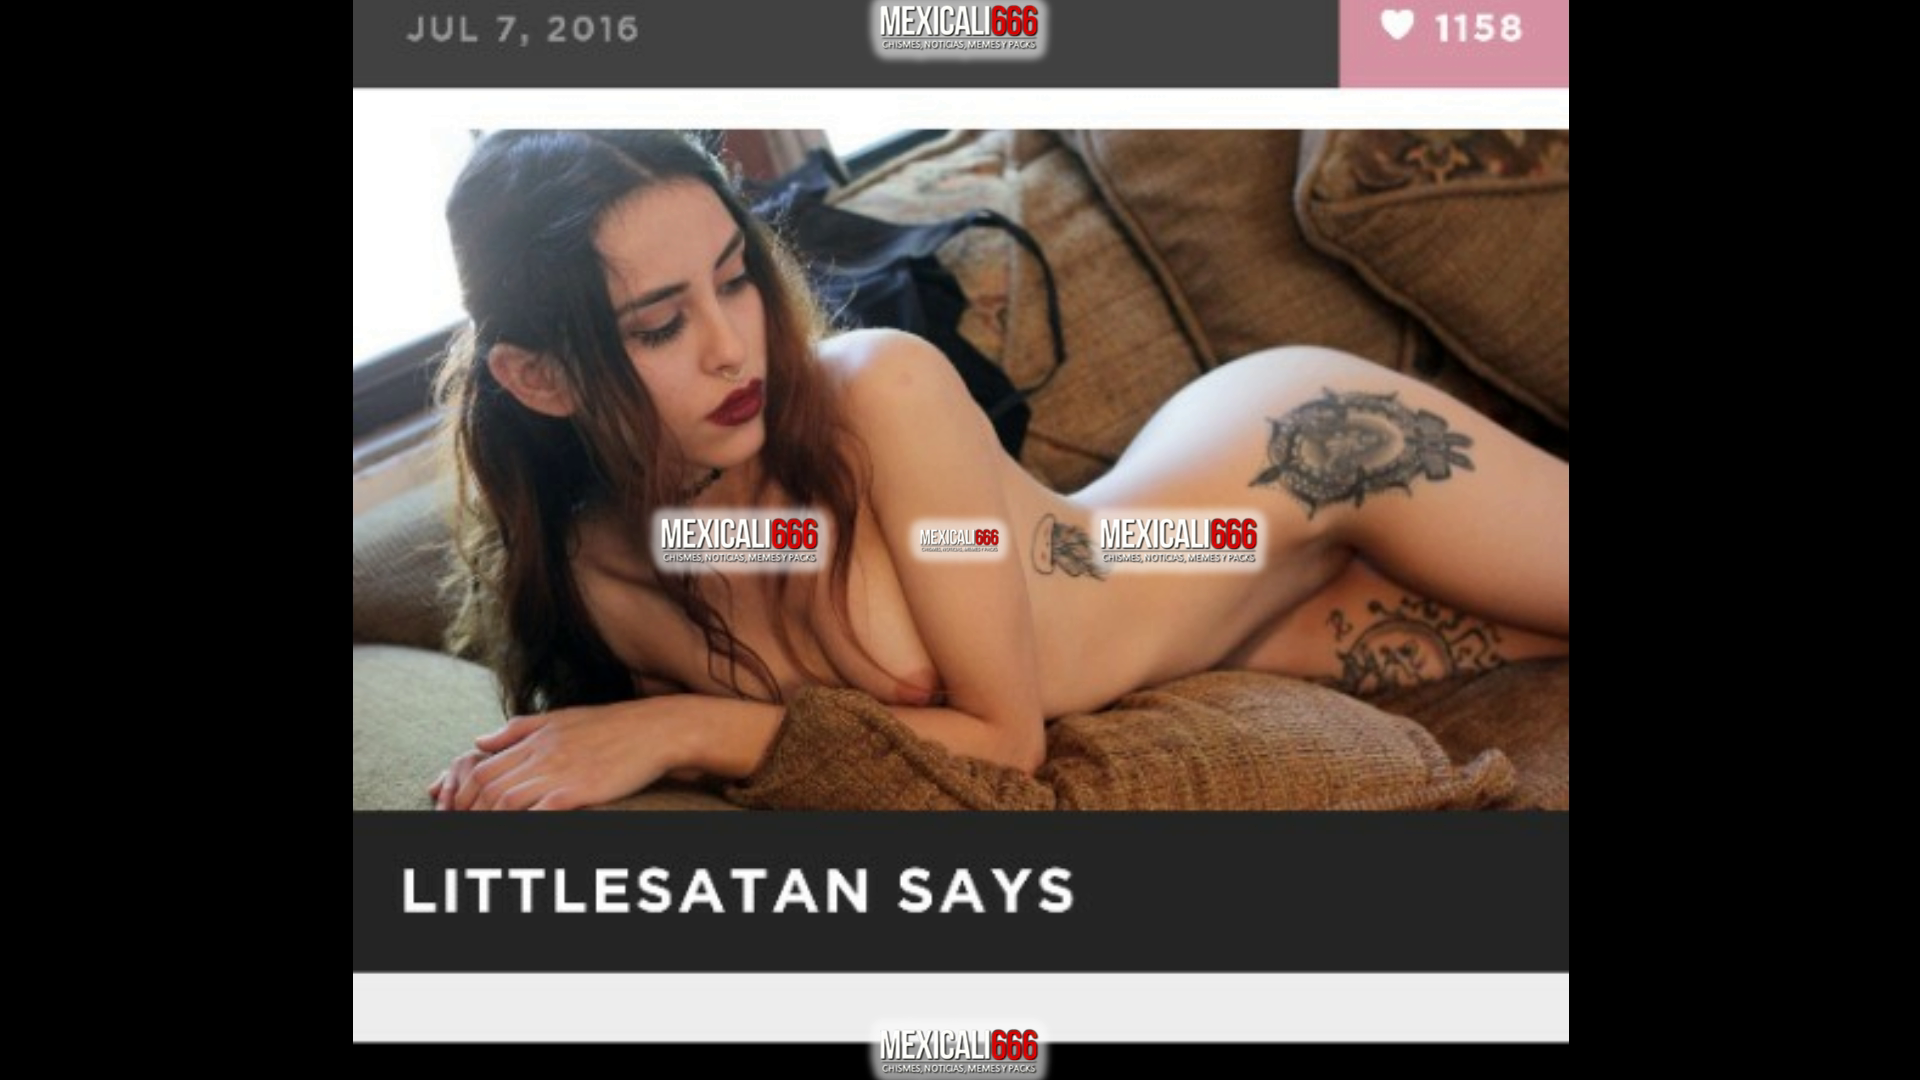 JUL 7, 2016
MEXICALI666
CHISMES, NOTICIAS, MEMES Y PACKS
1158
MEXICALI666
CHISMES, NOTICIAS, MEMES Y PACKS
MEXICALI666
CHISMES, NOTICIAS, MEMES Y PACKS
MEXICALI666
CHISMES, NOTICIAS, MEMES Y PACKS
LITTLESATAN SAYS
MEXICALI666
CHISMES, NOTICIAS, MEMES Y PACKS